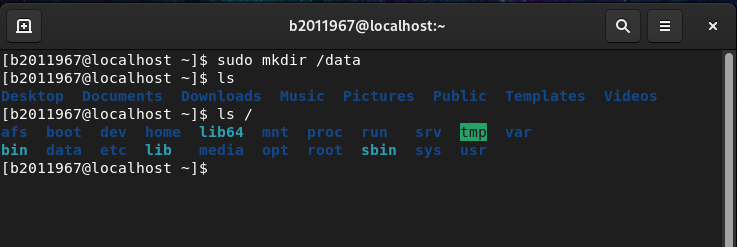 b2011967@localhost:~
[b2011967@localhost ~]$ sudo mkdir /data
[b2011967@localhost ~]$ ls
Desktop  Documents  Downloads  Music  Pictures  Public  Templates  Videos
[b2011967@localhost ~]$ ls /
afs  boot  dev  home  lib64  mnt  proc  run   srv  tmp  var
bin  data  etc  lib   media  opt  root  sbin  sys  usr
[b2011967@localhost ~]$